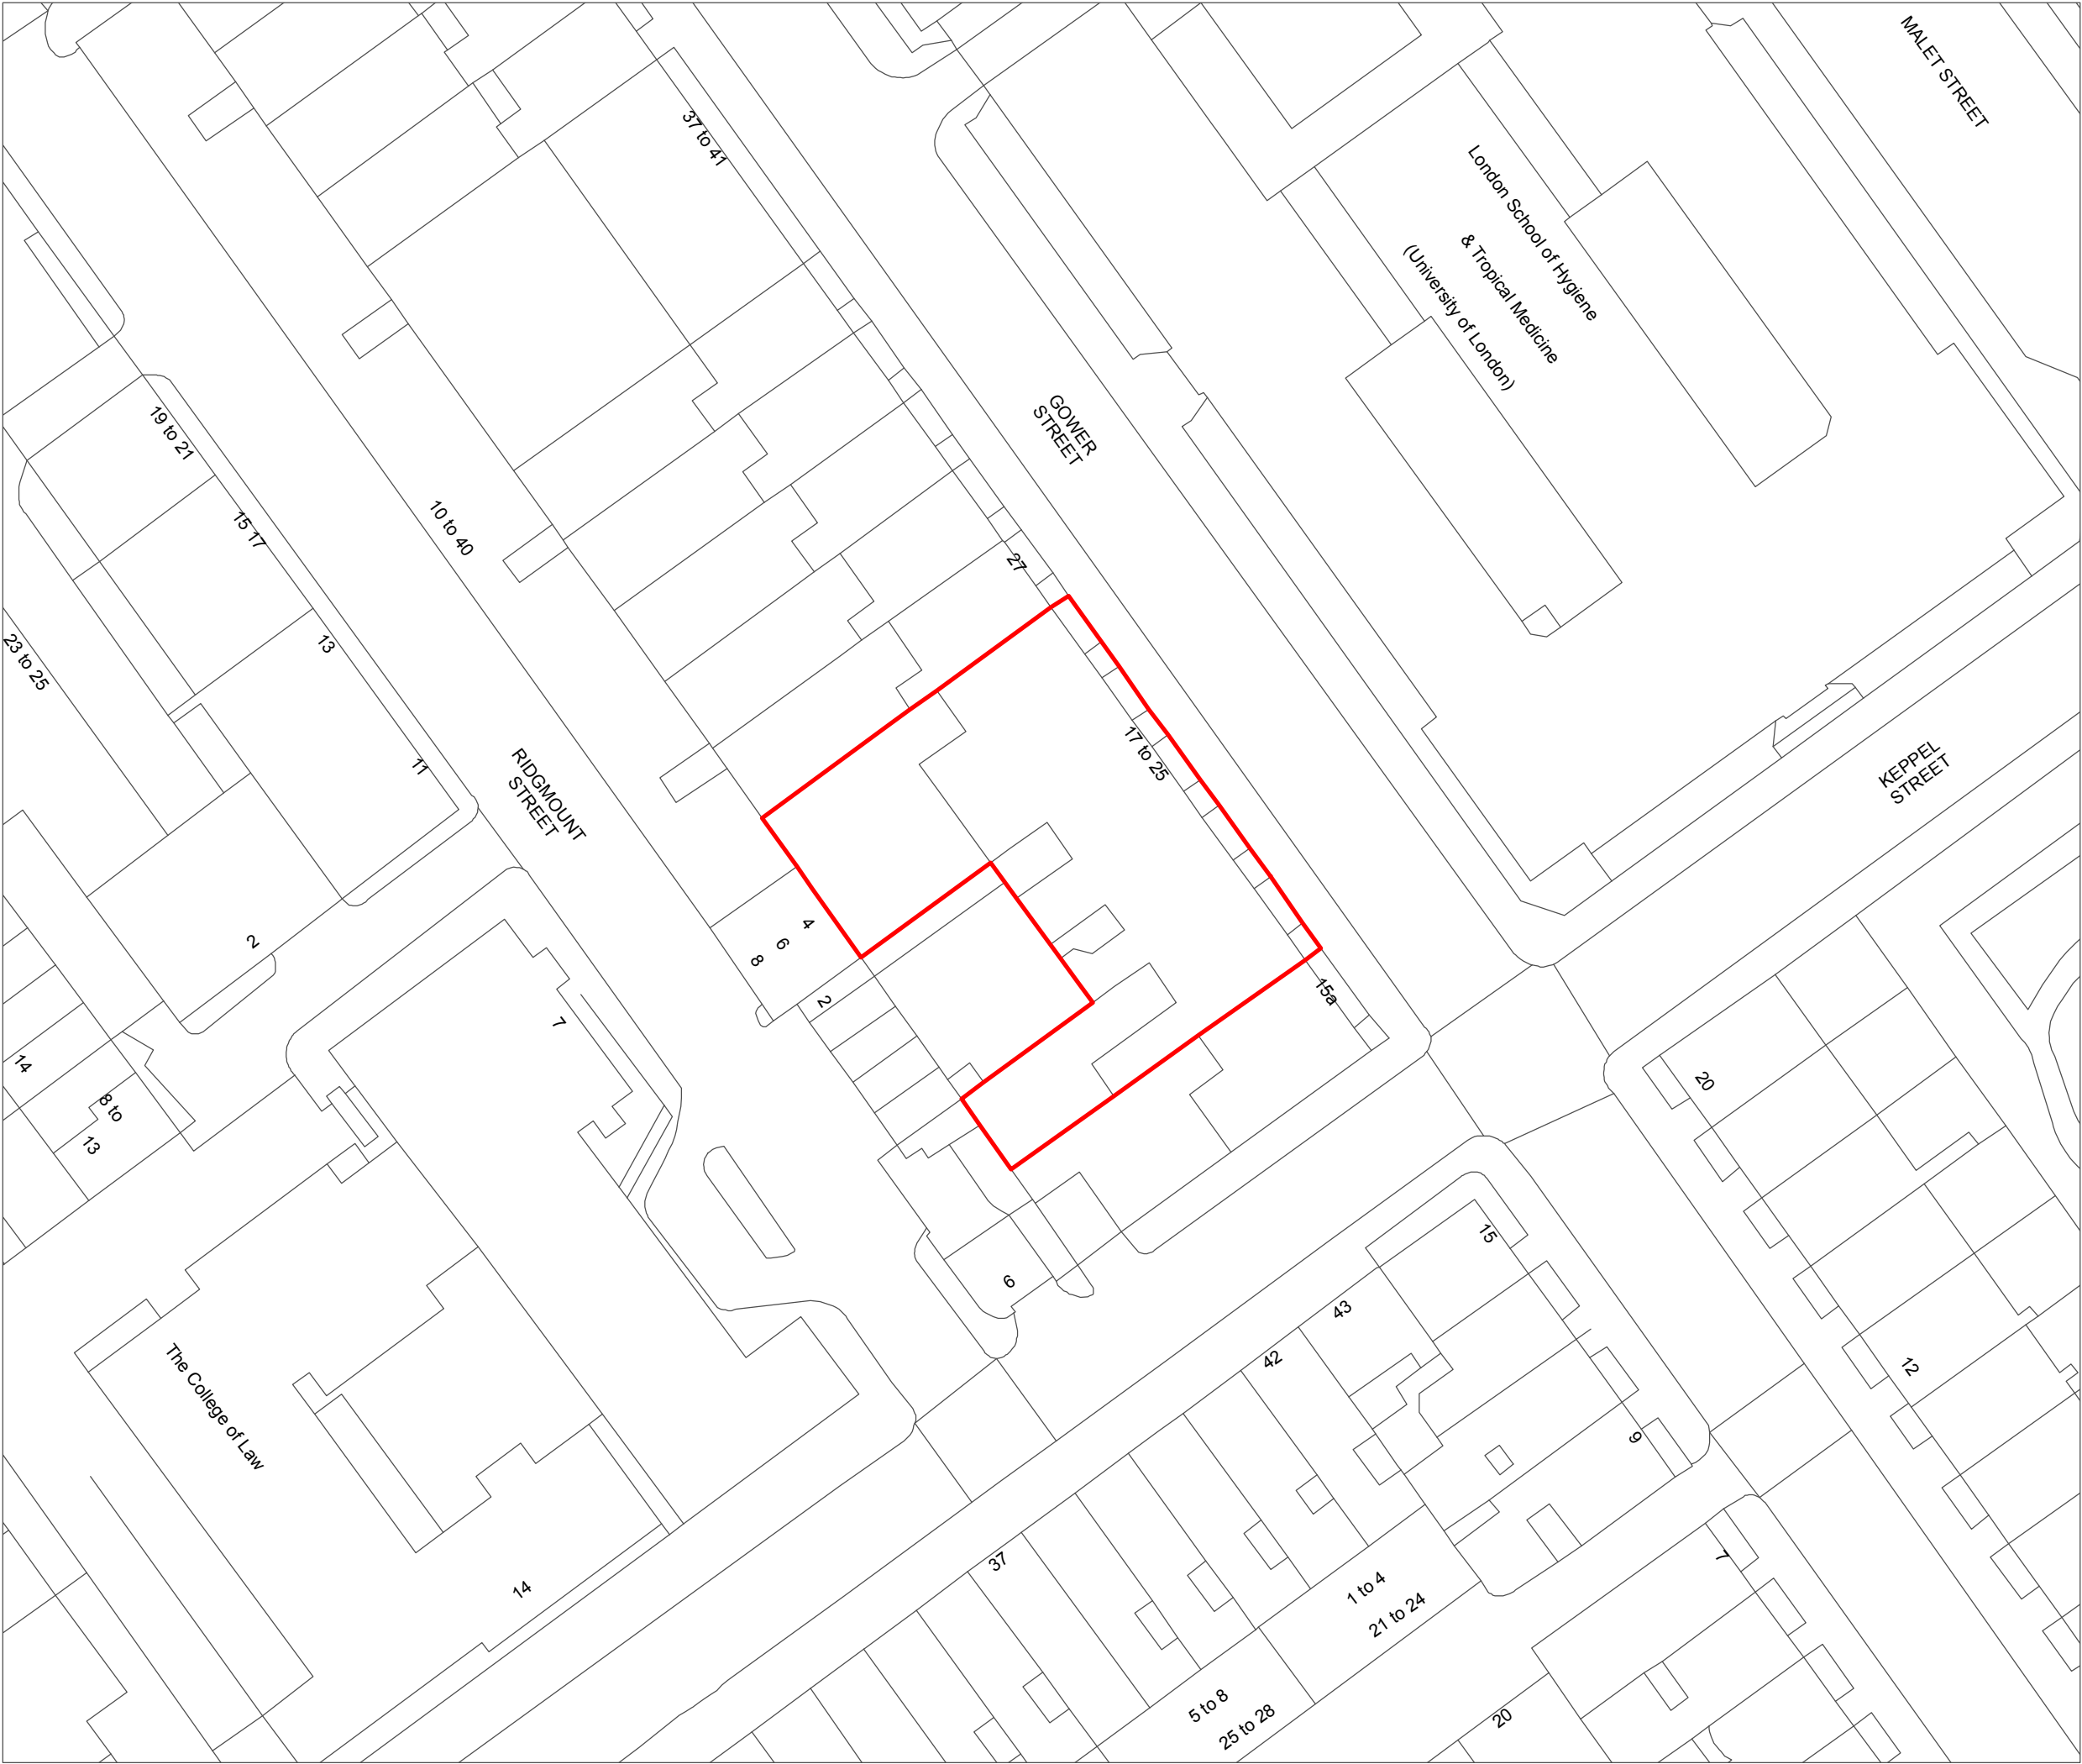 MALET STREET
37 to 41
London School of Hygiene
& Tropical Medicine
(University of London)
GOWER
STREET
19 to 21
15 17
10 to 40
27
13
23 to 25
11
RIDGMOUNT
STREET
17 to 25
KEPPEL
STREET
4
6
8
2
2
15a
7
14
8 to
13
20
15
6
43
42
12
The College of Law
9
37
14
1 to 4
21 to 24
7
5 to 8
25 to 28
20